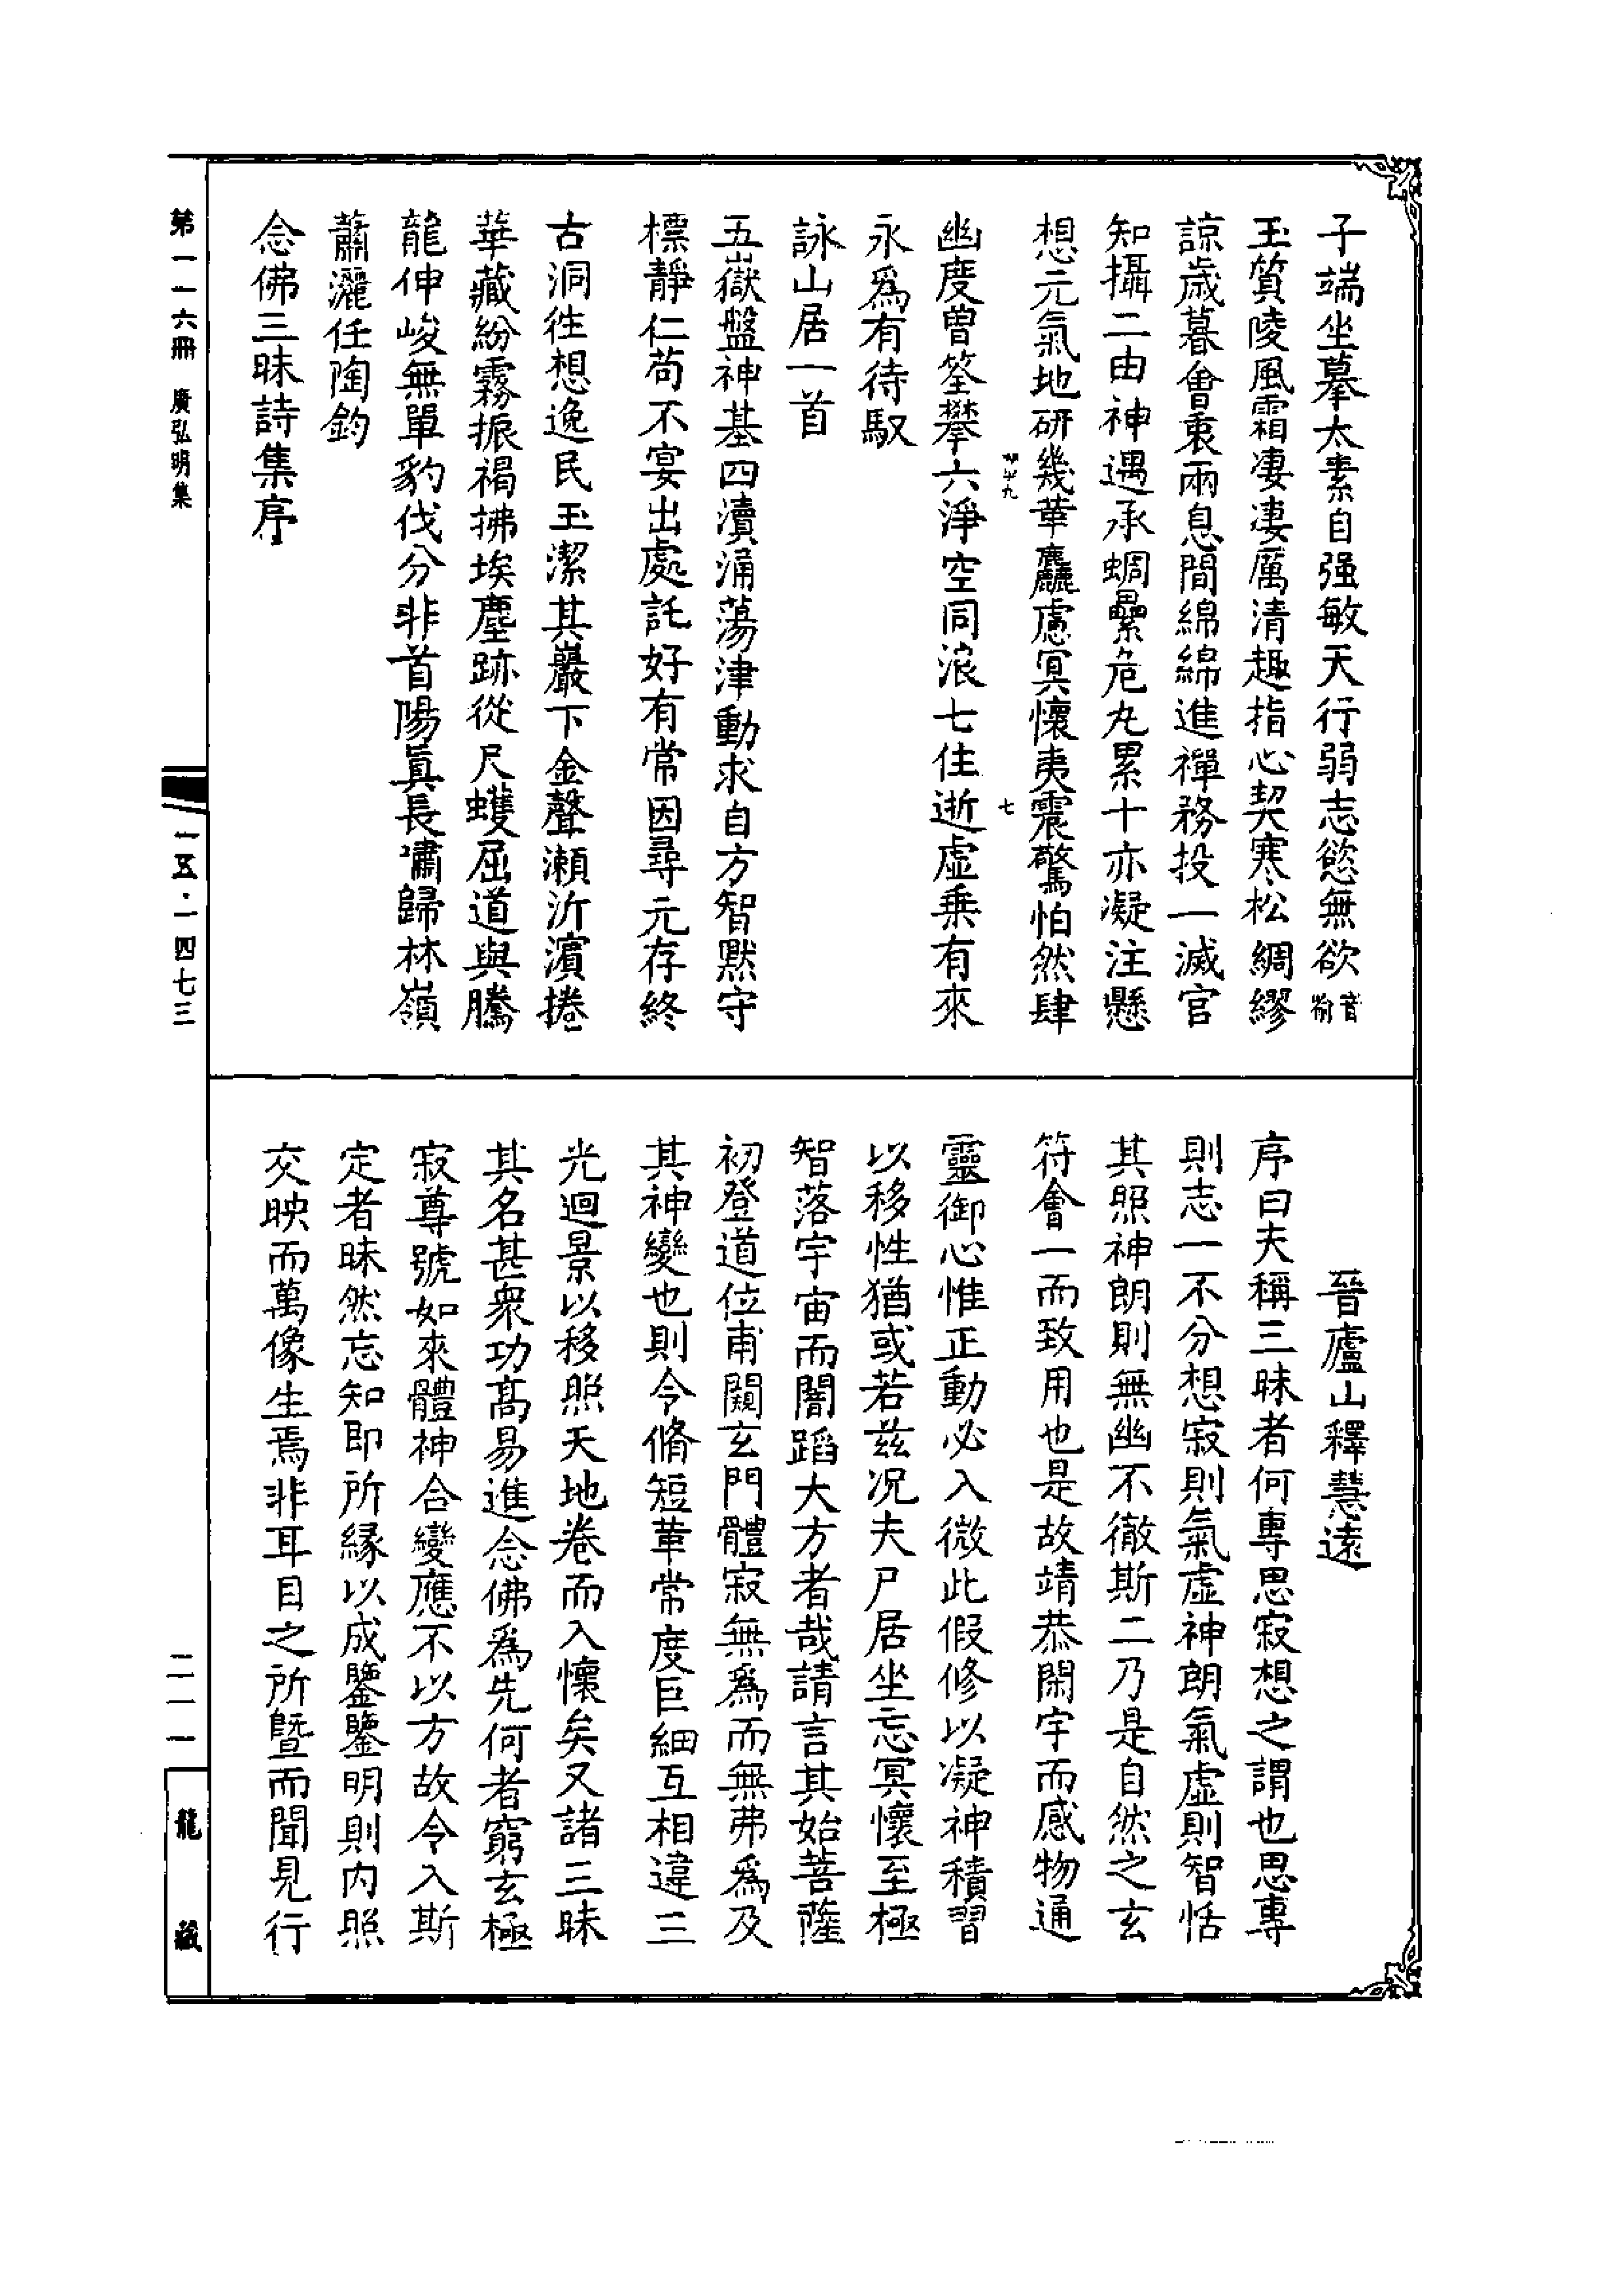 子端坐摹太素自强敏天行弱志慾無欲音喻
玉質陵風霜凄凄厲清趣指心契寒松綢繆
諒歲暮會衷兩息間綿綿進禪務投一滅官
知攝二由神遇承蜩纍危丸累十亦凝注懸
想元氣地研幾華麤慮冥懷夷震驚怕然肆
幽度曽筌攀六淨空同浪七住逝虛乗有來
七
永爲有待馭
詠山居一首
五嶽盤神基四瀆涌蕩津動求自方智默守
標靜仁苟不宴出處託好有常因尋元存終
古洞徃想逸民玉潔其巖下金聲瀬沂濵捲
華藏紛霧振褐拂埃塵跡從尺蠖屈道與騰
龍伸峻無單豹伐分非首陽眞長嘯歸林嶺
蕭灑任陶鈞
念佛三昧詩集序
晉廬山釋慧遠
序曰夫稱三昧者何專思寂想之謂也思專
則志一不分想寂則氣虛神朗氣虛則智恬
其照神朗則無幽不徹斯二乃是自然之玄
符會一而致用也是故靖恭閑宇而感物通
靈御心惟正動必入微此假修以凝神積習
以移性猶或若兹况夫尸居坐忘冥懷至極
智落宇宙而闇蹈大方者哉請言其始菩薩
初登道位甫闚玄門體寂無爲而無弗爲及
其神變也則令脩短革常度巨細互相違三
光迴景以移照天地卷而入懷矣又諸三昧
其名甚衆功髙易進念佛爲先何者窮玄極
寂尊號如來體神合變應不以方故令入斯
定者昧然忘知即所縁以成鑒鑒明則内照
交映而萬像生焉非耳目之所曁而聞見行
第一一六冊 廣弘明集
一五·一四七三
二一一
龍藏